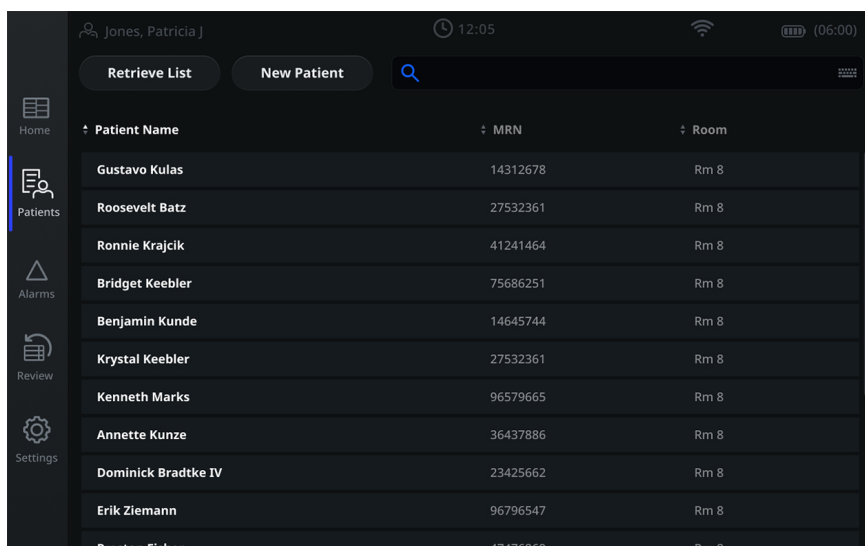 Jones, Patricia J 12:05 (06:00)
Retrieve List New Patient
Home
Patient Name MRN Room
Gustavo Kulas 14312678 Rm 8
Patients
Roosevelt Batz 27532361 Rm 8
Ronnie Krajcik 41241464 Rm 8
Alarms
Bridget Keebler 75686251 Rm 8
Benjamin Kunde 14645744 Rm 8
Review
Krystal Keebler 27532361 Rm 8
Kenneth Marks 96579665 Rm 8
Annette Kunze 36437886 Rm 8
Settings
Dominick Bradtke IV 23425662 Rm 8
Erik Ziemann 96796547 Rm 8